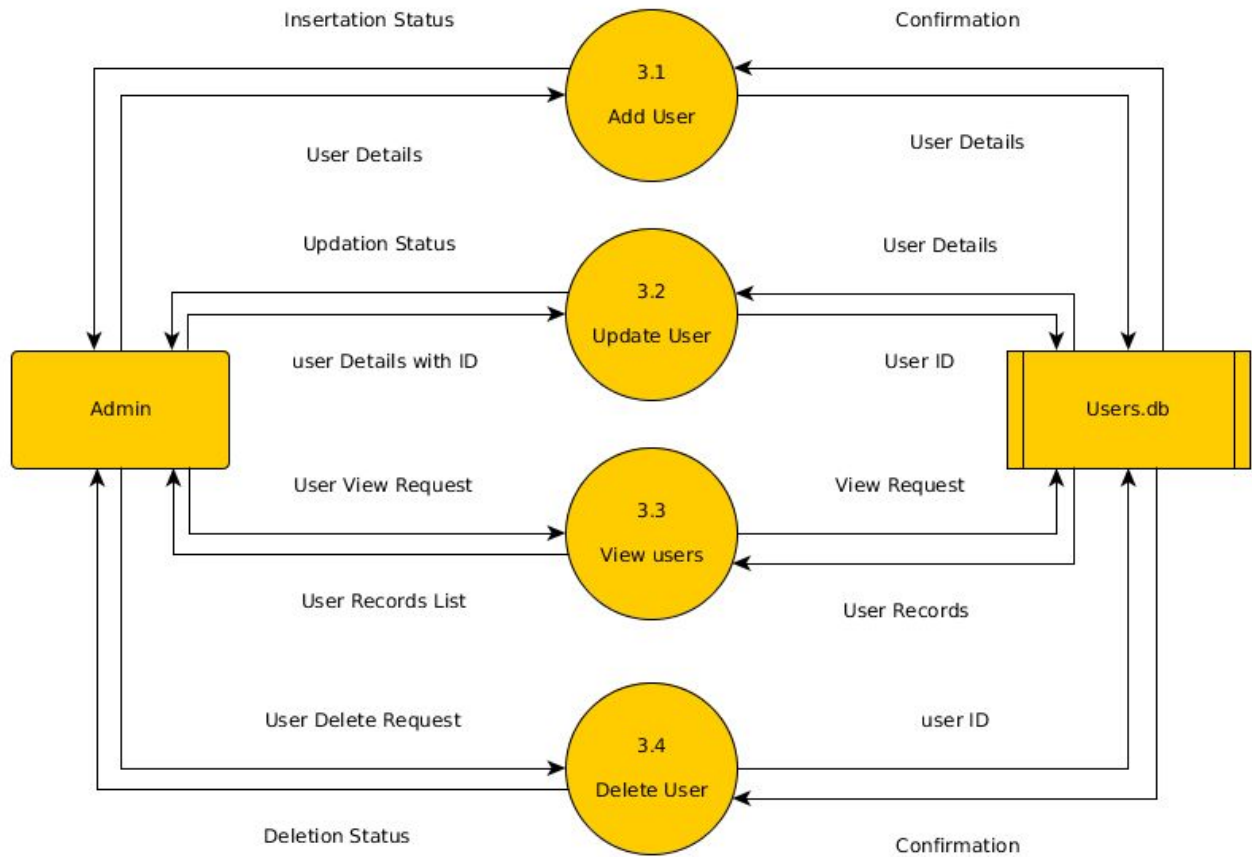 Insertation Status
Confirmation
3.1
Add User
User Details
User Details
Updation Status
User Details
3.2
Update User
user Details with ID
User ID
Admin
Users.db
User View Request
View Request
3.3
View users
User Records List
User Records
User Delete Request
user ID
3.4
Delete User
Deletion Status
Confirmation